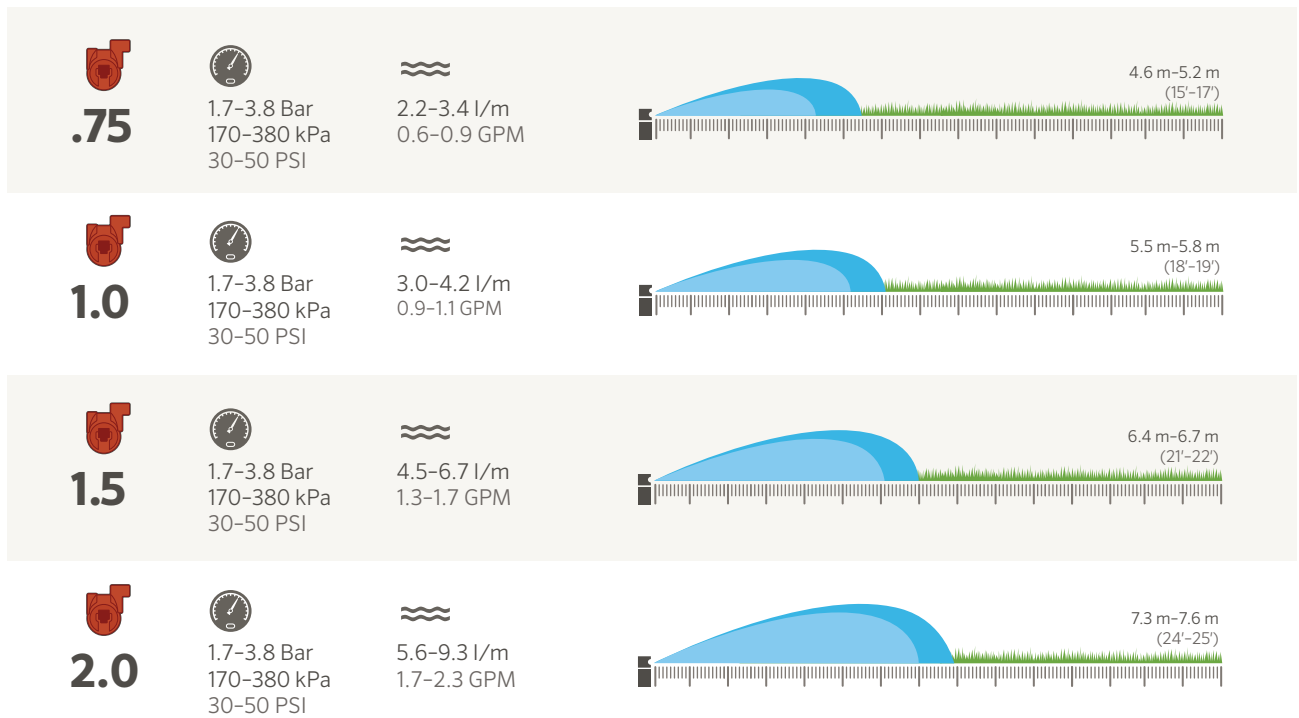 .75
1.7–3.8 Bar
170–380 kPa
30–50 PSI
2.2–3.4 l/m
0.6–0.9 GPM
4.6 m–5.2 m
(15'–17')
1.0
1.7–3.8 Bar
170–380 kPa
30–50 PSI
3.0–4.2 l/m
0.9–1.1 GPM
5.5 m–5.8 m
(18'–19')
1.5
1.7–3.8 Bar
170–380 kPa
30–50 PSI
4.5–6.7 l/m
1.3–1.7 GPM
6.4 m–6.7 m
(21'–22')
2.0
1.7–3.8 Bar
170–380 kPa
30–50 PSI
5.6–9.3 l/m
1.7–2.3 GPM
7.3 m–7.6 m
(24'–25')